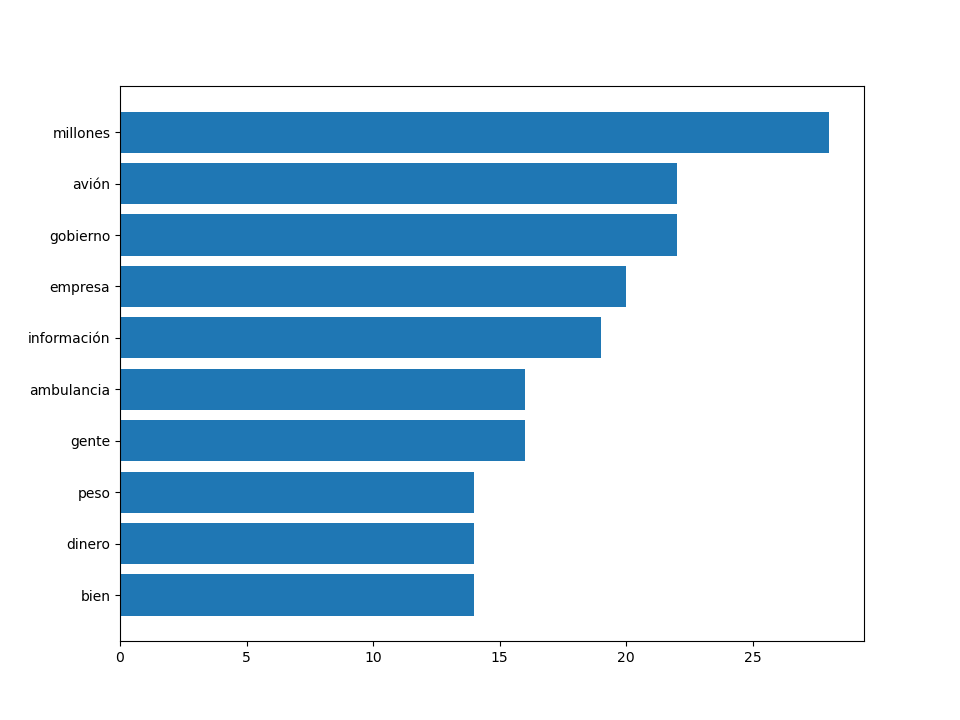 millones
avión
gobierno
empresa
información
ambulancia
gente
peso
dinero
bien
0 5 10 15 20 25